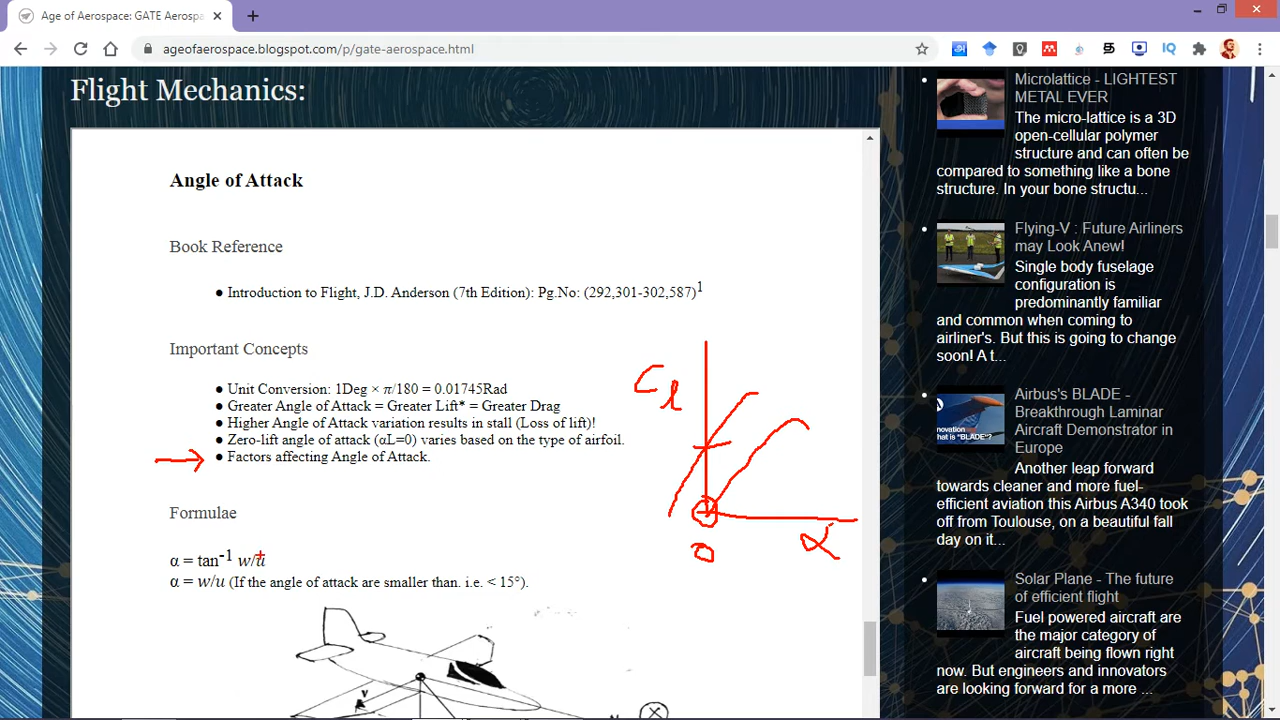 Age of Aerospace: GATE Aerospa
ageofaerospace.blogspot.com/p/gate-aerospace.html
IQ
Flight Mechanics:
Angle of Attack
Book Reference
● Introduction to Flight, J.D. Anderson (7th Edition): Pg.No: (292,301-302,587)1
Important Concepts
● Unit Conversion: 1Deg × π/180 = 0.01745Rad
● Greater Angle of Attack = Greater Lift* = Greater Drag
● Higher Angle of Attack variation results in stall (Loss of lift)!
● Zero-lift angle of attack (αL=0) varies based on the type of airfoil.
● Factors affecting Angle of Attack.
Formulae
α = tan-1 w/u
α = w/u (If the angle of attack are smaller than. i.e. < 15°).
Cl
0
α
v
X
Microlattice - LIGHTEST
METAL EVER
The micro-lattice is a 3D
open-cellular polymer
structure and can often be
compared to something like a bone
structure. In your bone structu...
Flying-V : Future Airliners
may Look Anew!
Single body fuselage
configuration is
predominantly familiar
and common when coming to
airliner's. But this is going to change
soon! A t...
Airbus's BLADE -
Breakthrough Laminar
Aircraft Demonstrator in
Europe
Another leap forward
towards cleaner and more fuel-
efficient aviation this Airbus A340 took
off from Toulouse, on a beautiful fall
day on it...
Solar Plane - The future
of efficient flight
Fuel powered aircraft are
the major category of
aircraft being flown right
now. But engineers and innovators
are looking forward for a more ...